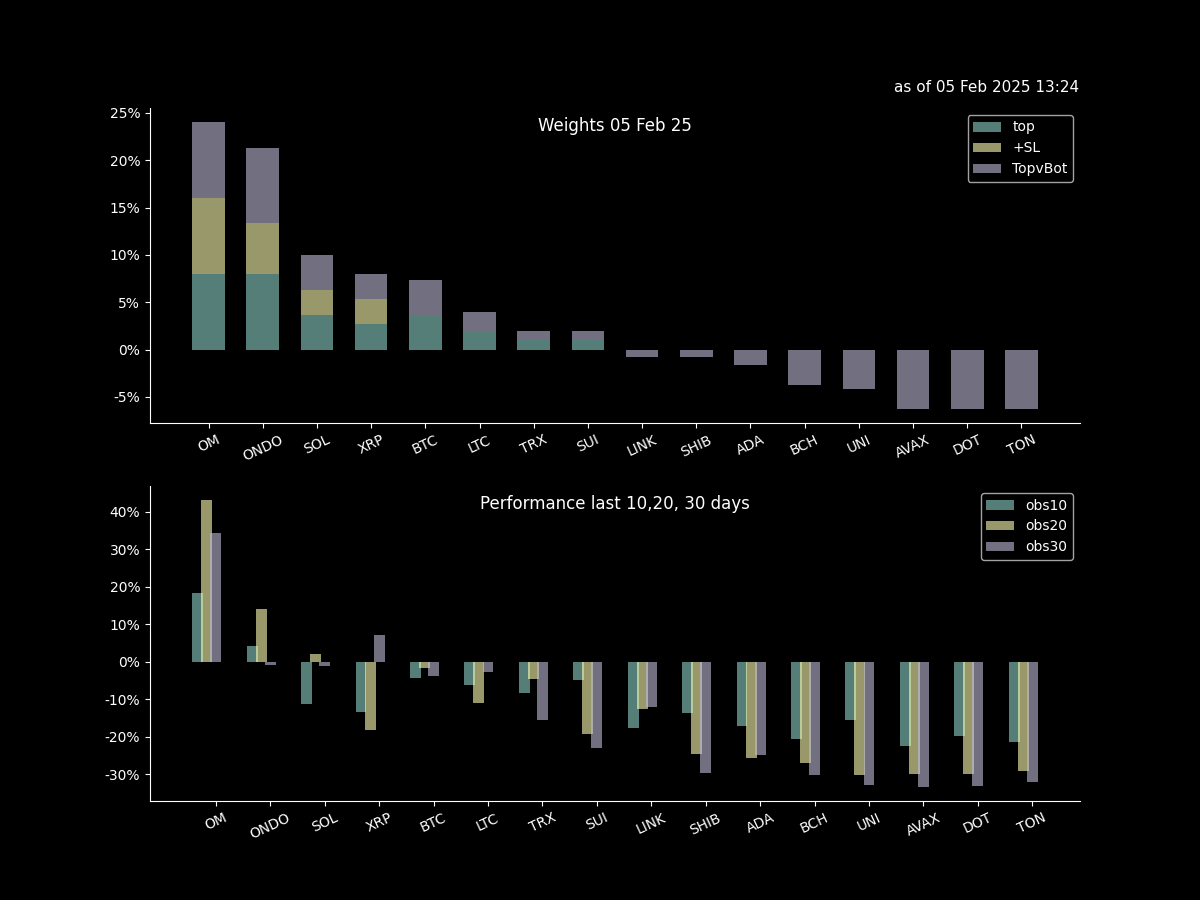 as of 05 Feb 2025 13:24
Weights 05 Feb 25
top
+SL
TopvBot
25%
20%
15%
10%
5%
0%
-5%
OM ONDO SOL XRP BTC LTC TRX SUI LINK SHIB ADA BCH UNI AVAX DOT TON
Performance last 10,20, 30 days
obs10
obs20
obs30
40%
30%
20%
10%
0%
-10%
-20%
-30%
OM ONDO SOL XRP BTC LTC TRX SUI LINK SHIB ADA BCH UNI AVAX DOT TON